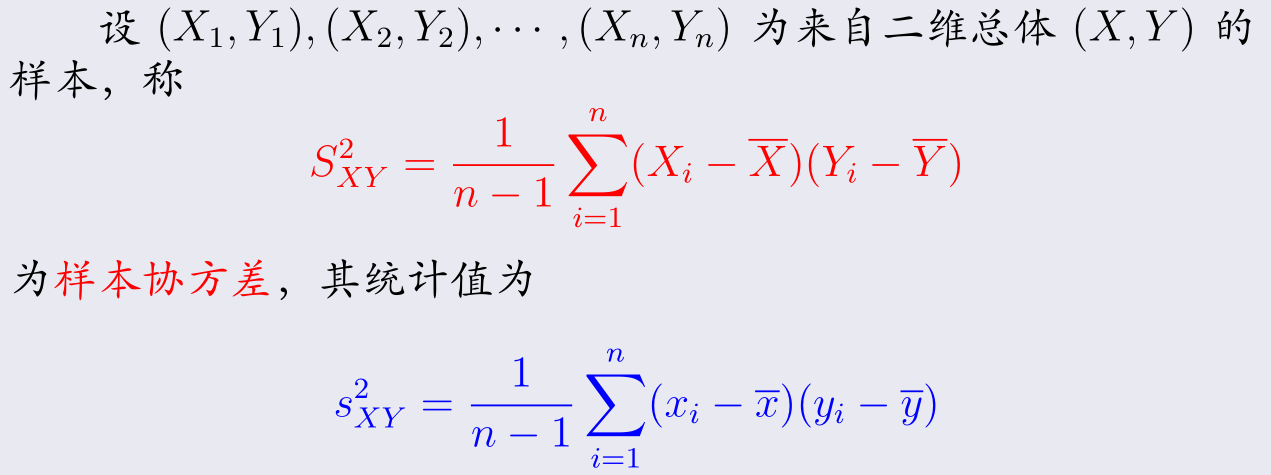 设 $(X_1, Y_1), (X_2, Y_2), \cdots, (X_n, Y_n)$ 为来自二维总体 $(X, Y)$ 的
样本，称
$S_{XY}^2 = \frac{1}{n-1} \sum_{i=1}^{n} (X_i - \overline{X})(Y_i - \overline{Y})$
为样本协方差，其统计值为
$s_{XY}^2 = \frac{1}{n-1} \sum_{i=1}^{n} (x_i - \overline{x})(y_i - \overline{y})$